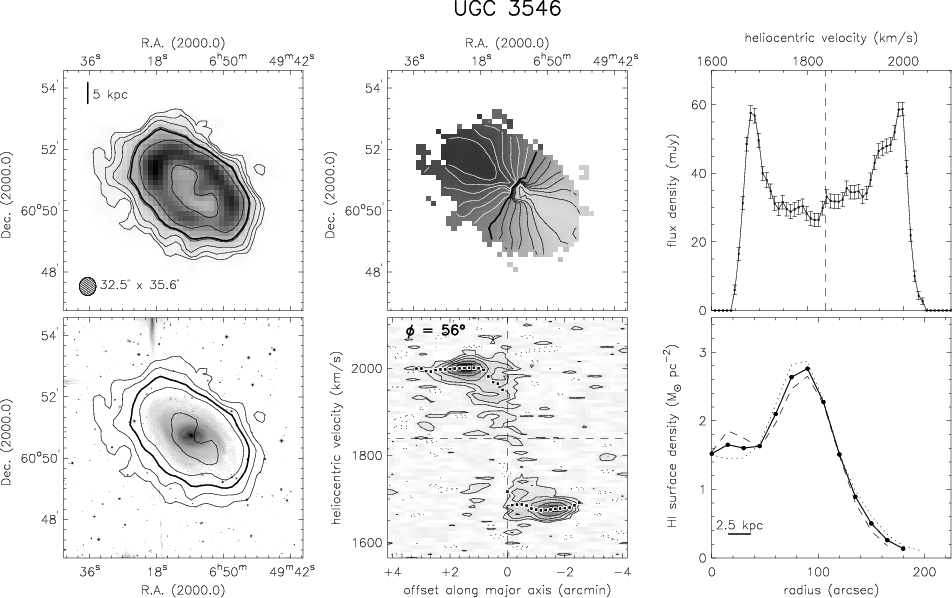 UGC 3546
R.A. (2000.0)
36ˢ 18ˢ 6ʰ50ᵐ 49ᵐ42ˢ
54'
52'
60°50'
48'
Dec. (2000.0)
5 kpc
32.5" x 35.6"
R.A. (2000.0)
36ˢ 18ˢ 6ʰ50ᵐ 49ᵐ42ˢ
54'
52'
60°50'
48'
Dec. (2000.0)
heliocentric velocity (km/s)
1600 1800 2000
60
40
20
0
flux density (mJy)
54'
52'
60°50'
48'
Dec. (2000.0)
36ˢ 18ˢ 6ʰ50ᵐ 49ᵐ42ˢ
R.A. (2000.0)
ϕ = 56°
2000
1800
1600
heliocentric velocity (km/s)
+4 +2 0 -2 -4
offset along major axis (arcmin)
3
2
1
0
HI surface density (M⊙ pc⁻²)
2.5 kpc
0 100 200
radius (arcsec)